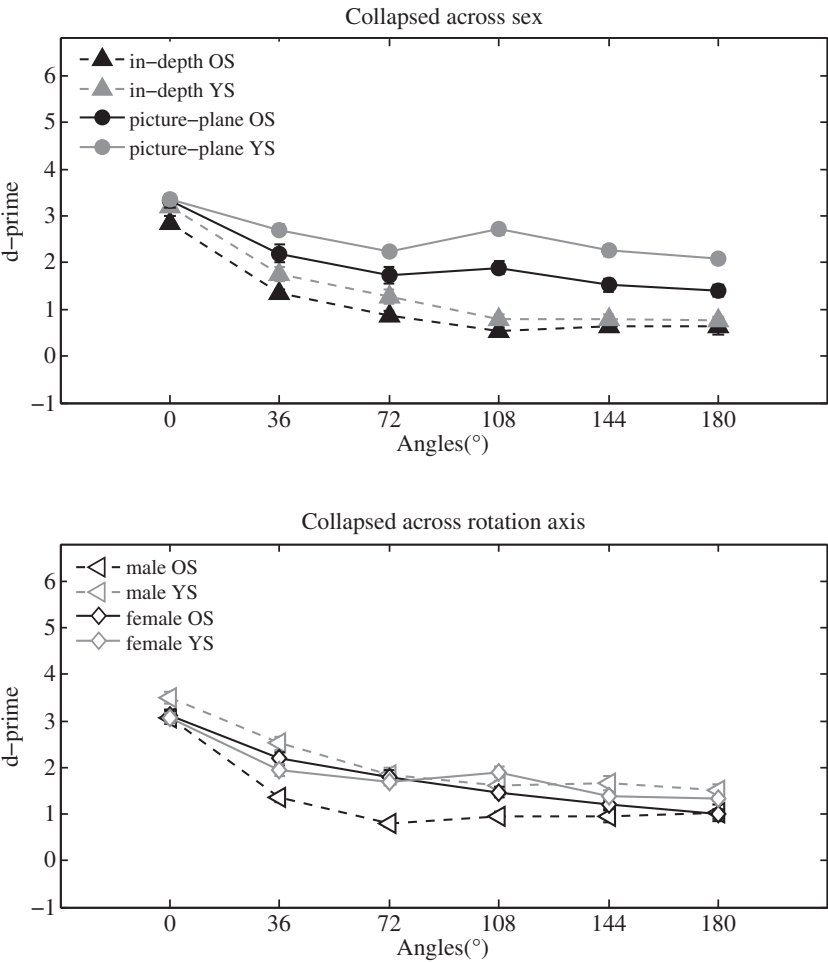 Collapsed across sex
in−depth OS
in−depth YS
picture−plane OS
picture−plane YS
d−prime
6
5
4
3
2
1
0
−1
0 36 72 108 144 180
Angles(°)
Collapsed across rotation axis
male OS
male YS
female OS
female YS
d−prime
6
5
4
3
2
1
0
−1
0 36 72 108 144 180
Angles(°)